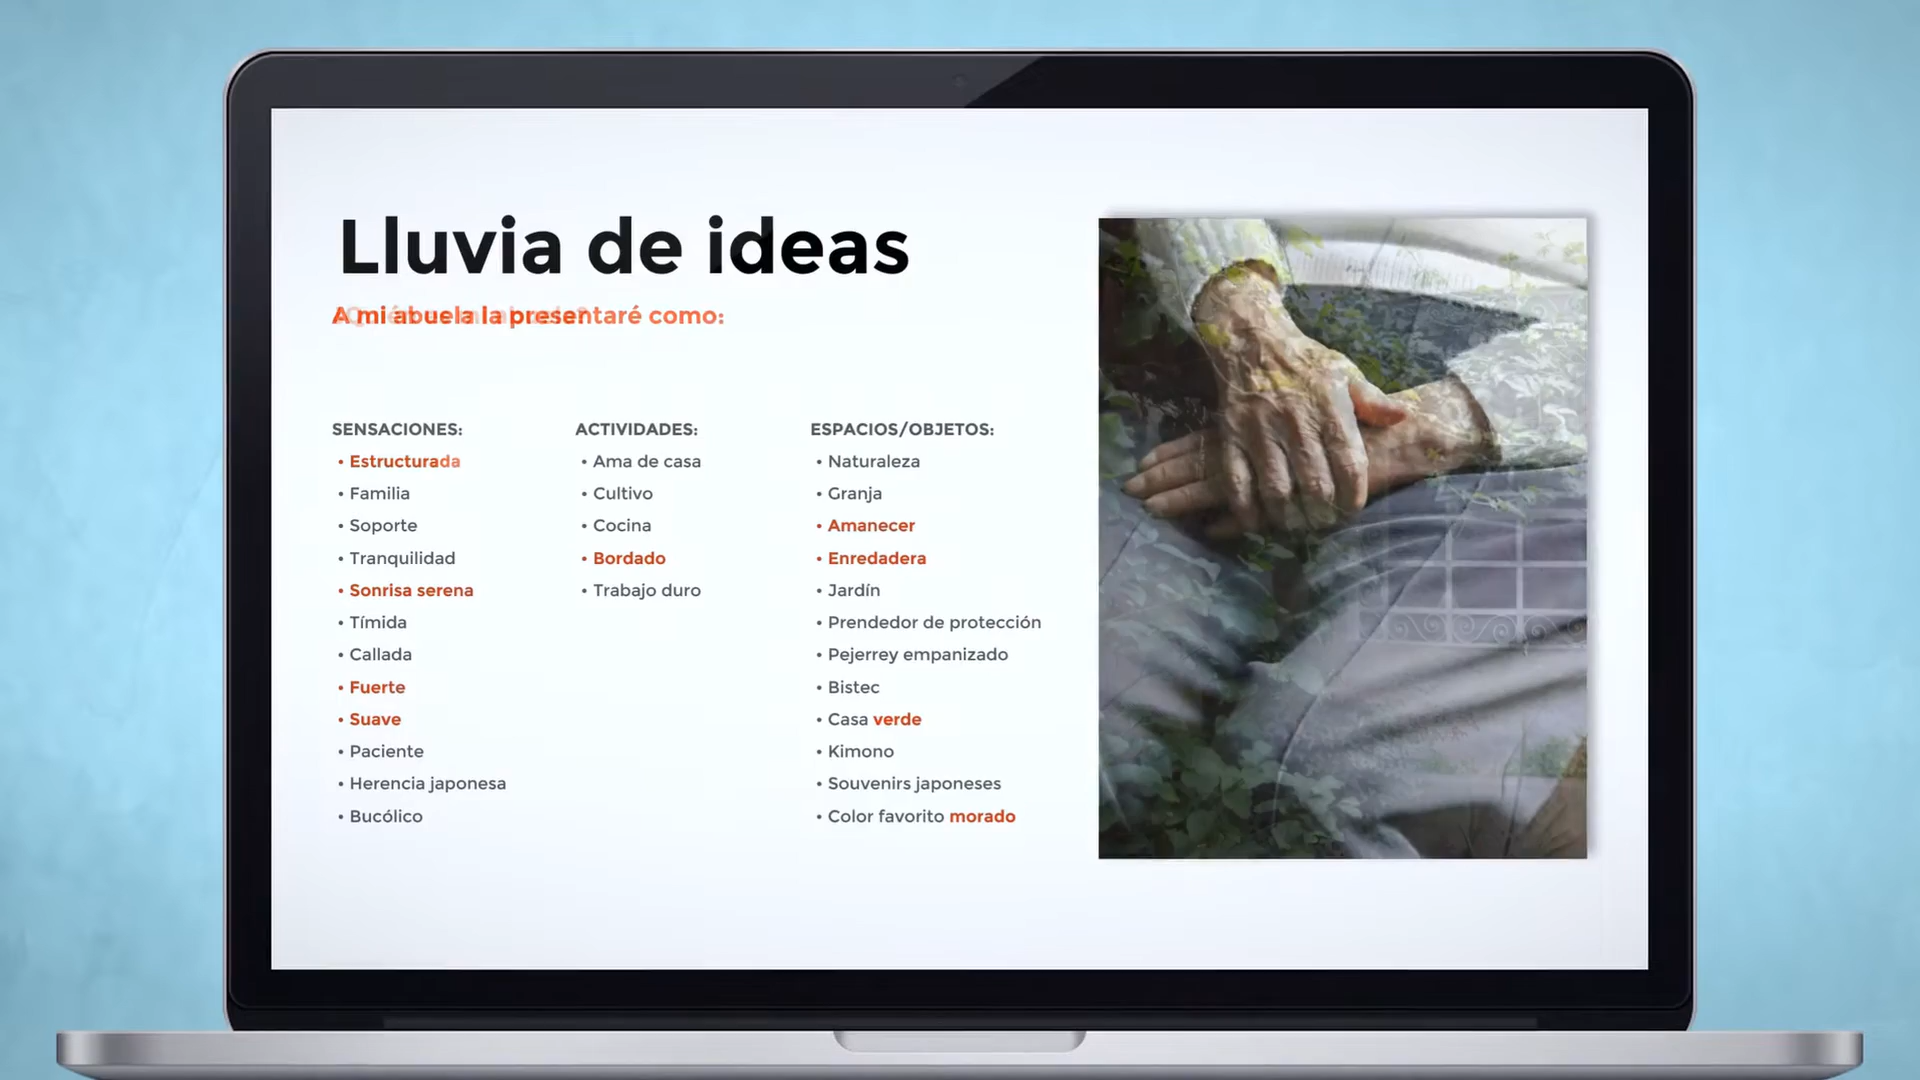 Lluvia de ideas
A mi abuela la presentaré como:
SENSACIONES:
• Estructurada
• Familia
• Soporte
• Tranquilidad
• Sonrisa serena
• Tímida
• Callada
• Fuerte
• Suave
• Paciente
• Herencia japonesa
• Bucólico
ACTIVIDADES:
• Ama de casa
• Cultivo
• Cocina
• Bordado
• Trabajo duro
ESPACIOS/OBJETOS:
• Naturaleza
• Granja
• Amanecer
• Enredadera
• Jardín
• Prendedor de protección
• Pejerrey empanizado
• Bistec
• Casa verde
• Kimono
• Souvenirs japoneses
• Color favorito morado